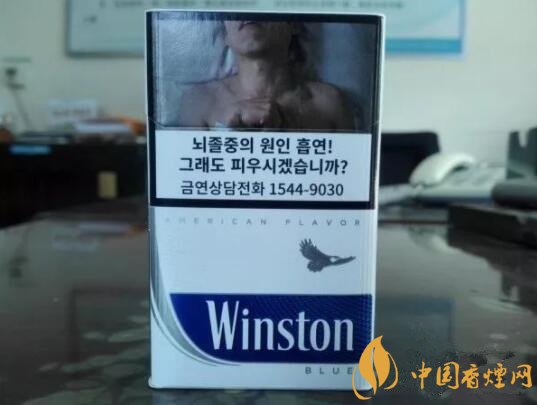 뇌졸중의 원인 흡연!
그래도 피우시겠습니까?
금연상담전화 1544-9030
AMERICAN FLAVOR
Winston
BLUE
中国香烟网